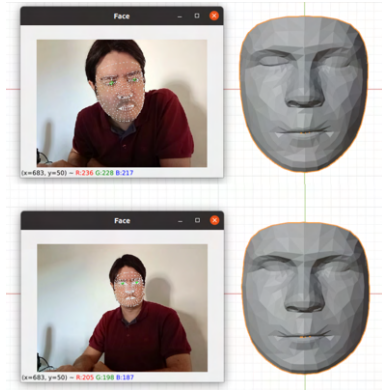 Face
(x=683, y=50) ~ R:236 G:228 B:217
Face
(x=683, y=50) ~ R:205 G:198 B:187